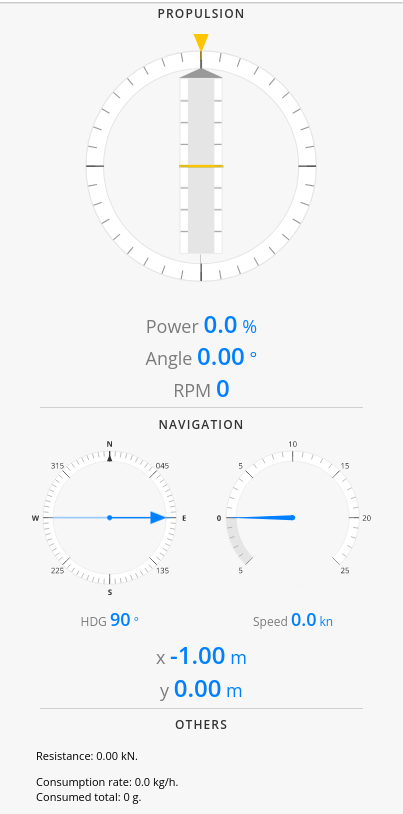 PROPULSION
Power 0.0 %
Angle 0.00 °
RPM 0
NAVIGATION
N
045
E
135
S
225
W
315
5
0
5
10
15
20
25
HDG 90 °
Speed 0.0 kn
x -1.00 m
y 0.00 m
OTHERS
Resistance: 0.00 kN.
Consumption rate: 0.0 kg/h.
Consumed total: 0 g.